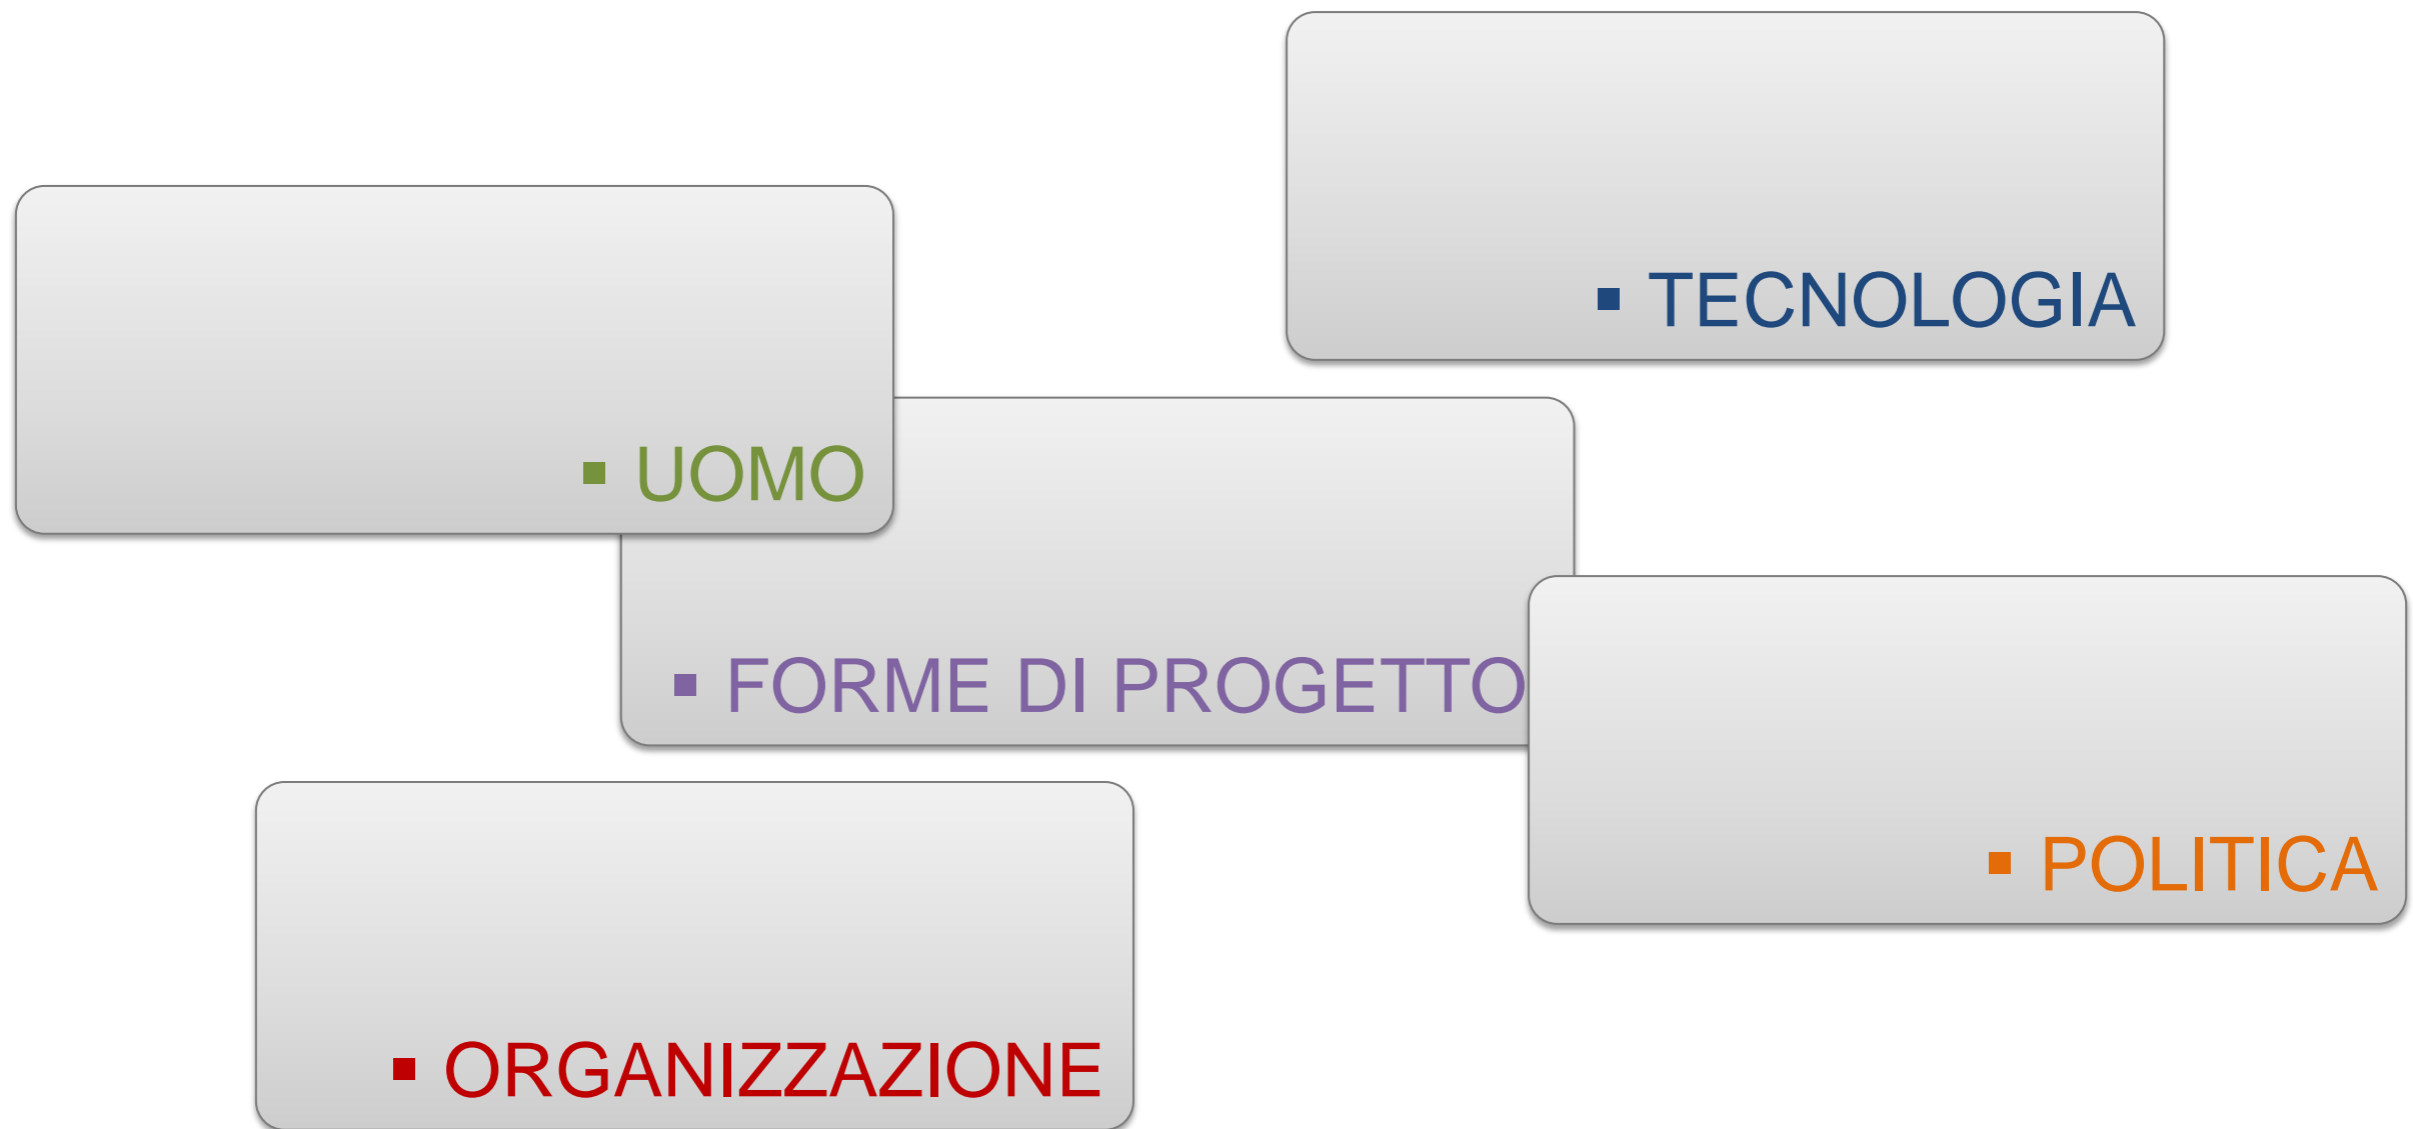 ▪ TECNOLOGIA
▪ UOMO
▪ FORME DI PROGETTO
▪ POLITICA
▪ ORGANIZZAZIONE